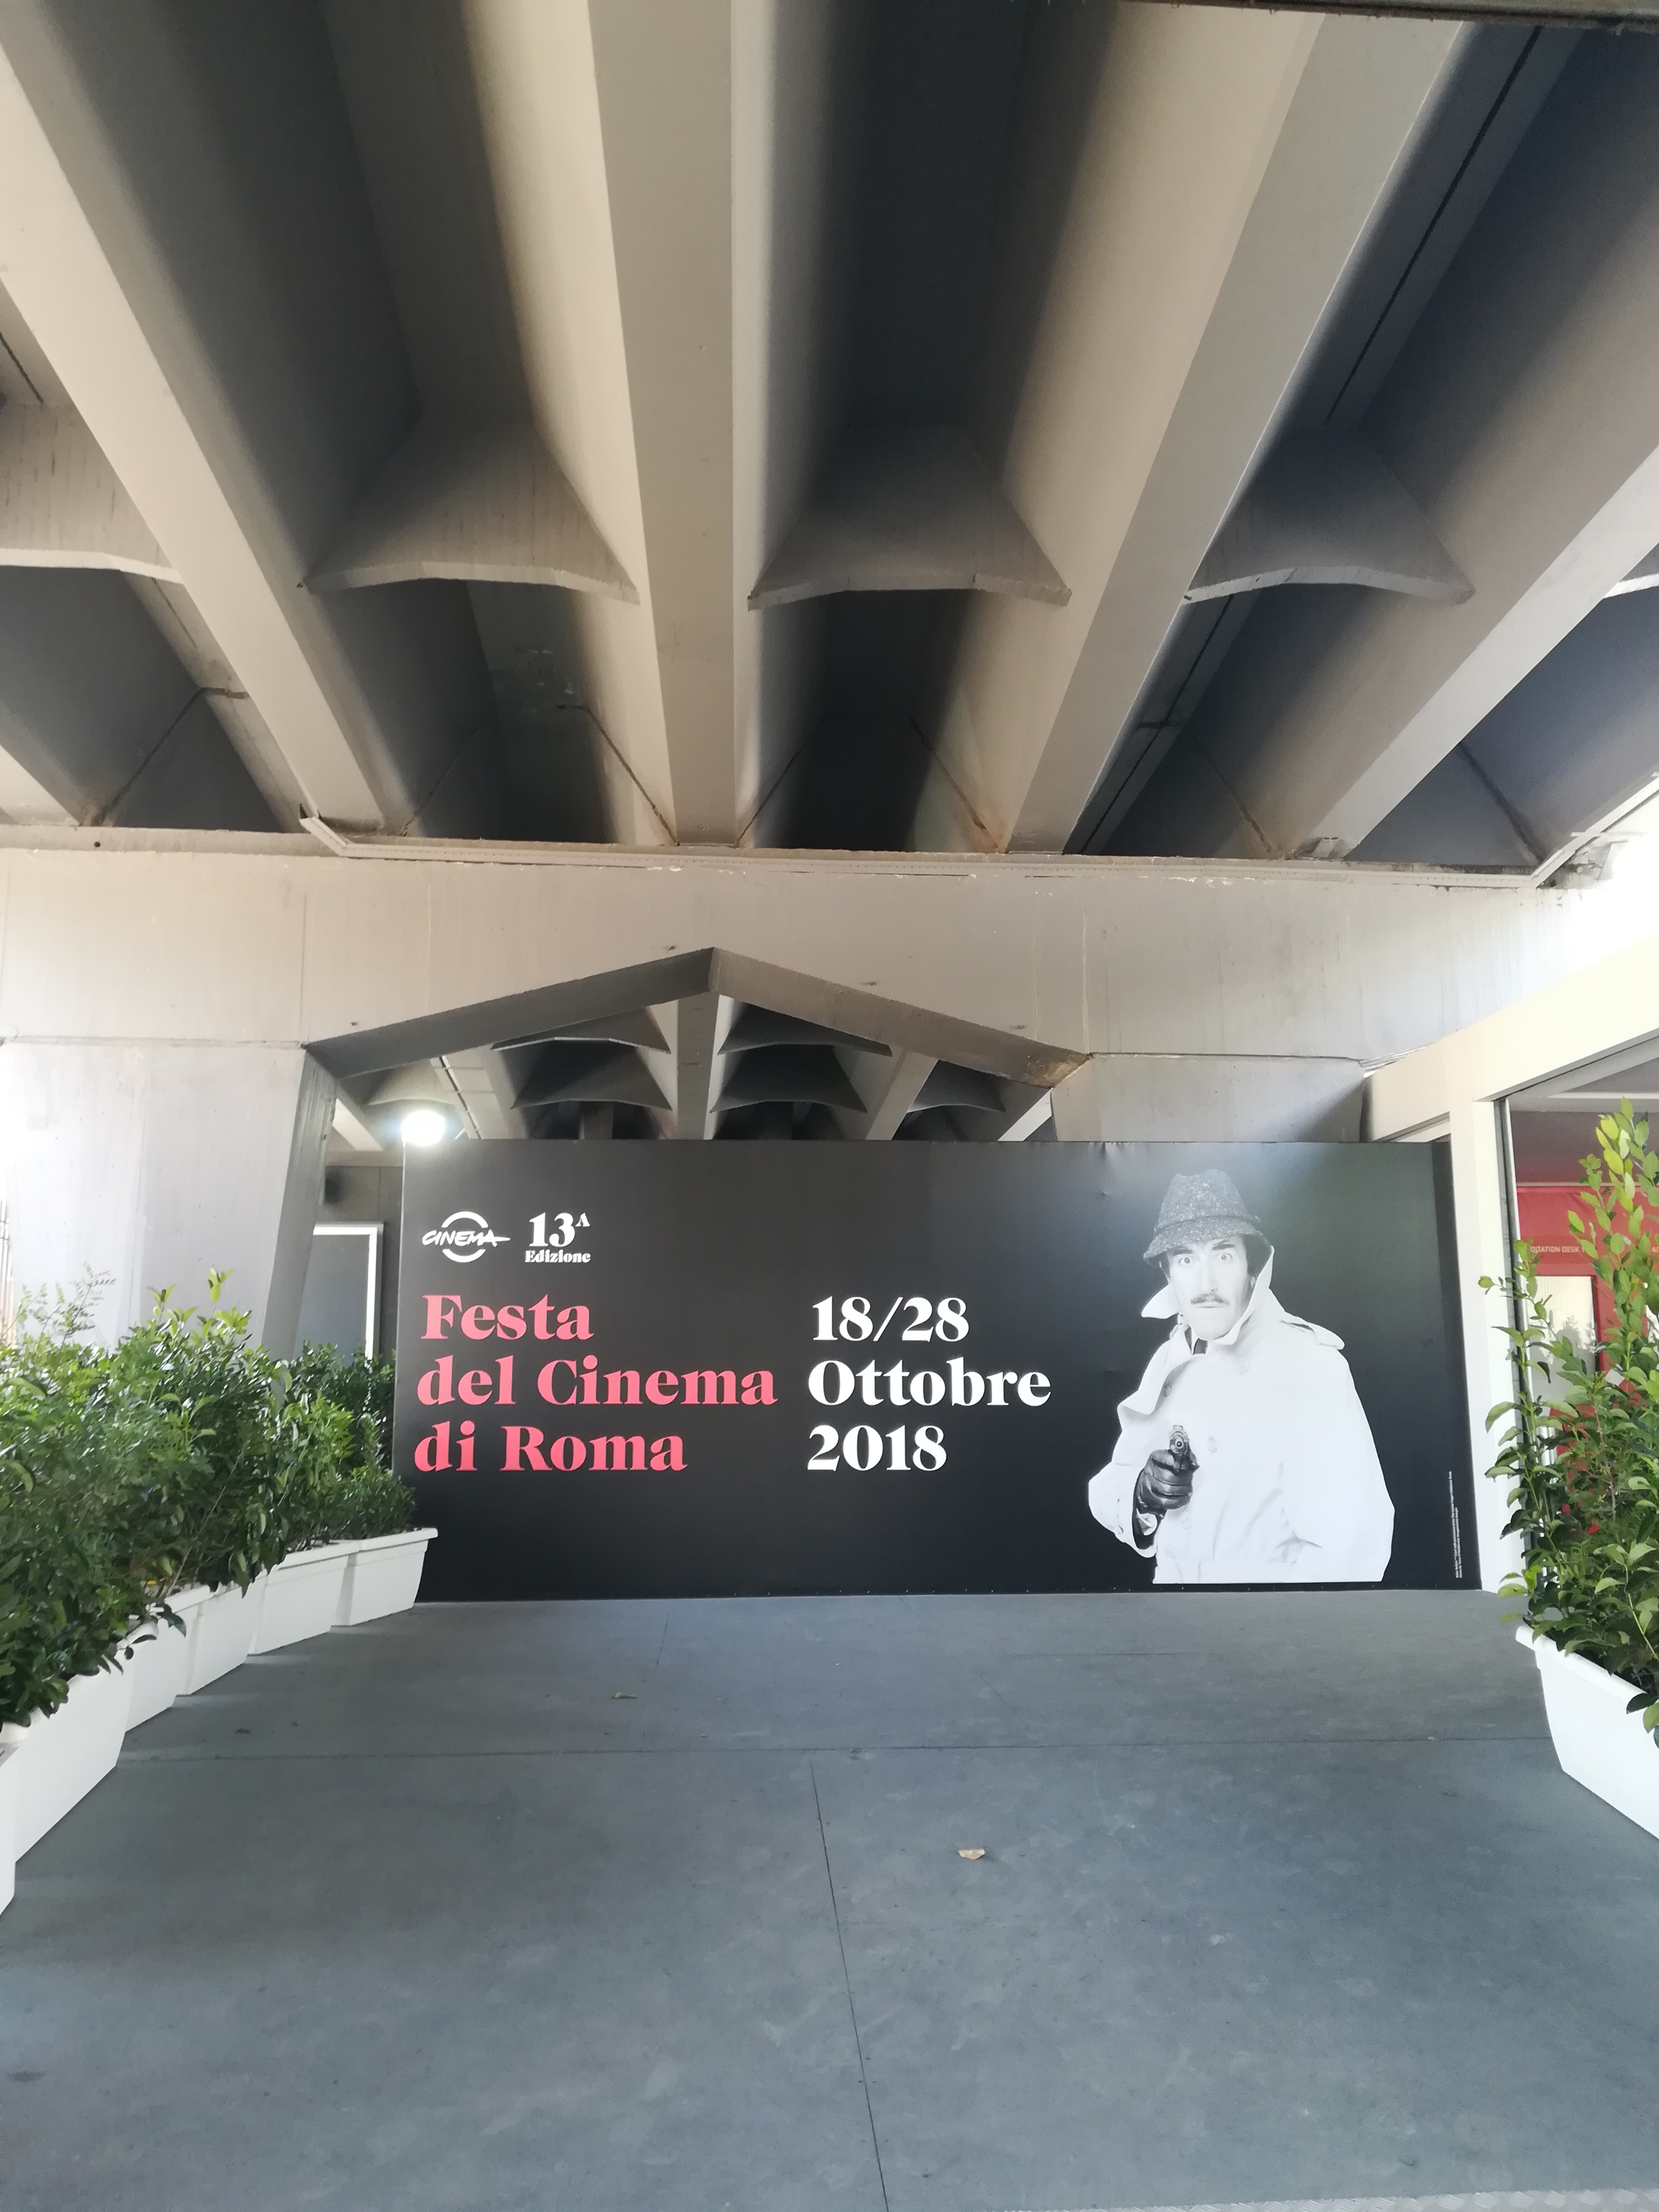 CINEMA
13A
Edizione
Festa
del Cinema
di Roma
18/28
Ottobre
2018